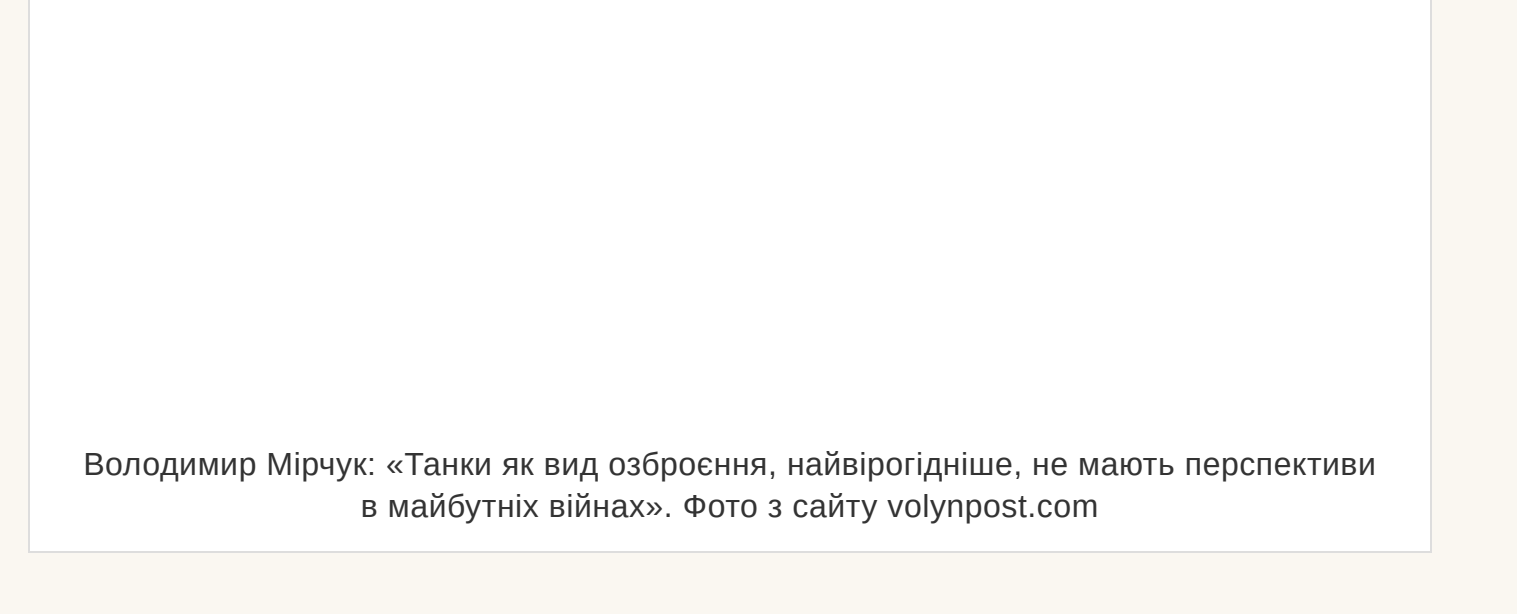 Володимир Мірчук: «Танки як вид озброєння, найвірогідніше, не мають перспективи
в майбутніх війнах». Фото з сайту volynpost.com